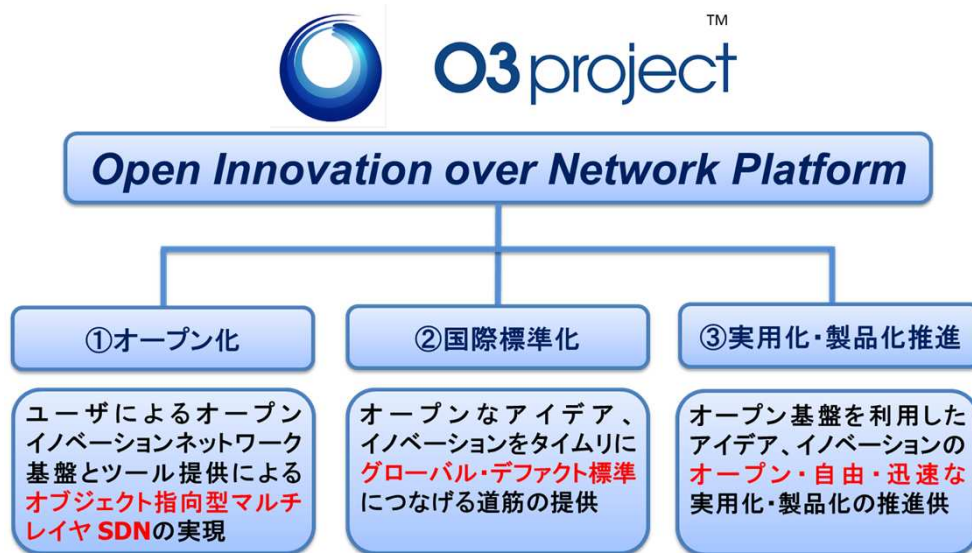 TM
O3 project
Open Innovation over Network Platform
①オープン化
②国際標準化
③実用化・製品化推進
ユーザによるオープン
イノベーションネットワーク
基盤とツール提供による
オブジェクト指向型マルチ
レイヤSDNの実現
オープンなアイデア、
イノベーションをタイムリに
グローバル・デファクト標準
につなげる道筋の提供
オープン基盤を利用した
アイデア、イノベーションの
オープン・自由・迅速な
実用化・製品化の推進供